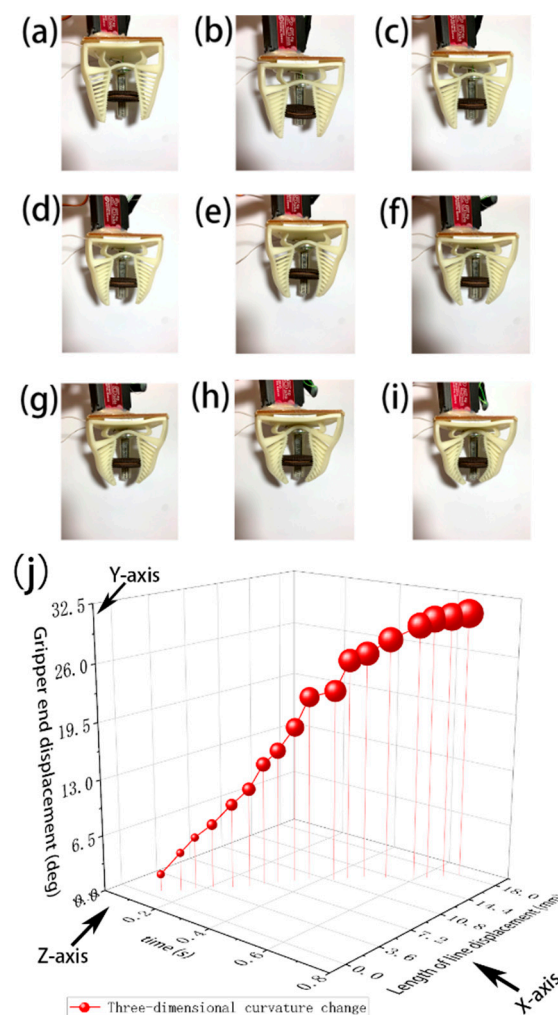 (a)
(b)
(c)
(d)
(e)
(f)
(g)
(h)
(i)
(j)
Y-axis
32.5
26.0
19.5
13.0
6.5
Gripper end displacement (deg)
0.2
0.4
0.6
0.8
time (s)
0.0
3.6
7.2
10.8
14.4
18.0
Length of line displacement (mm)
Z-axis
X-axis
Three-dimensional curvature change